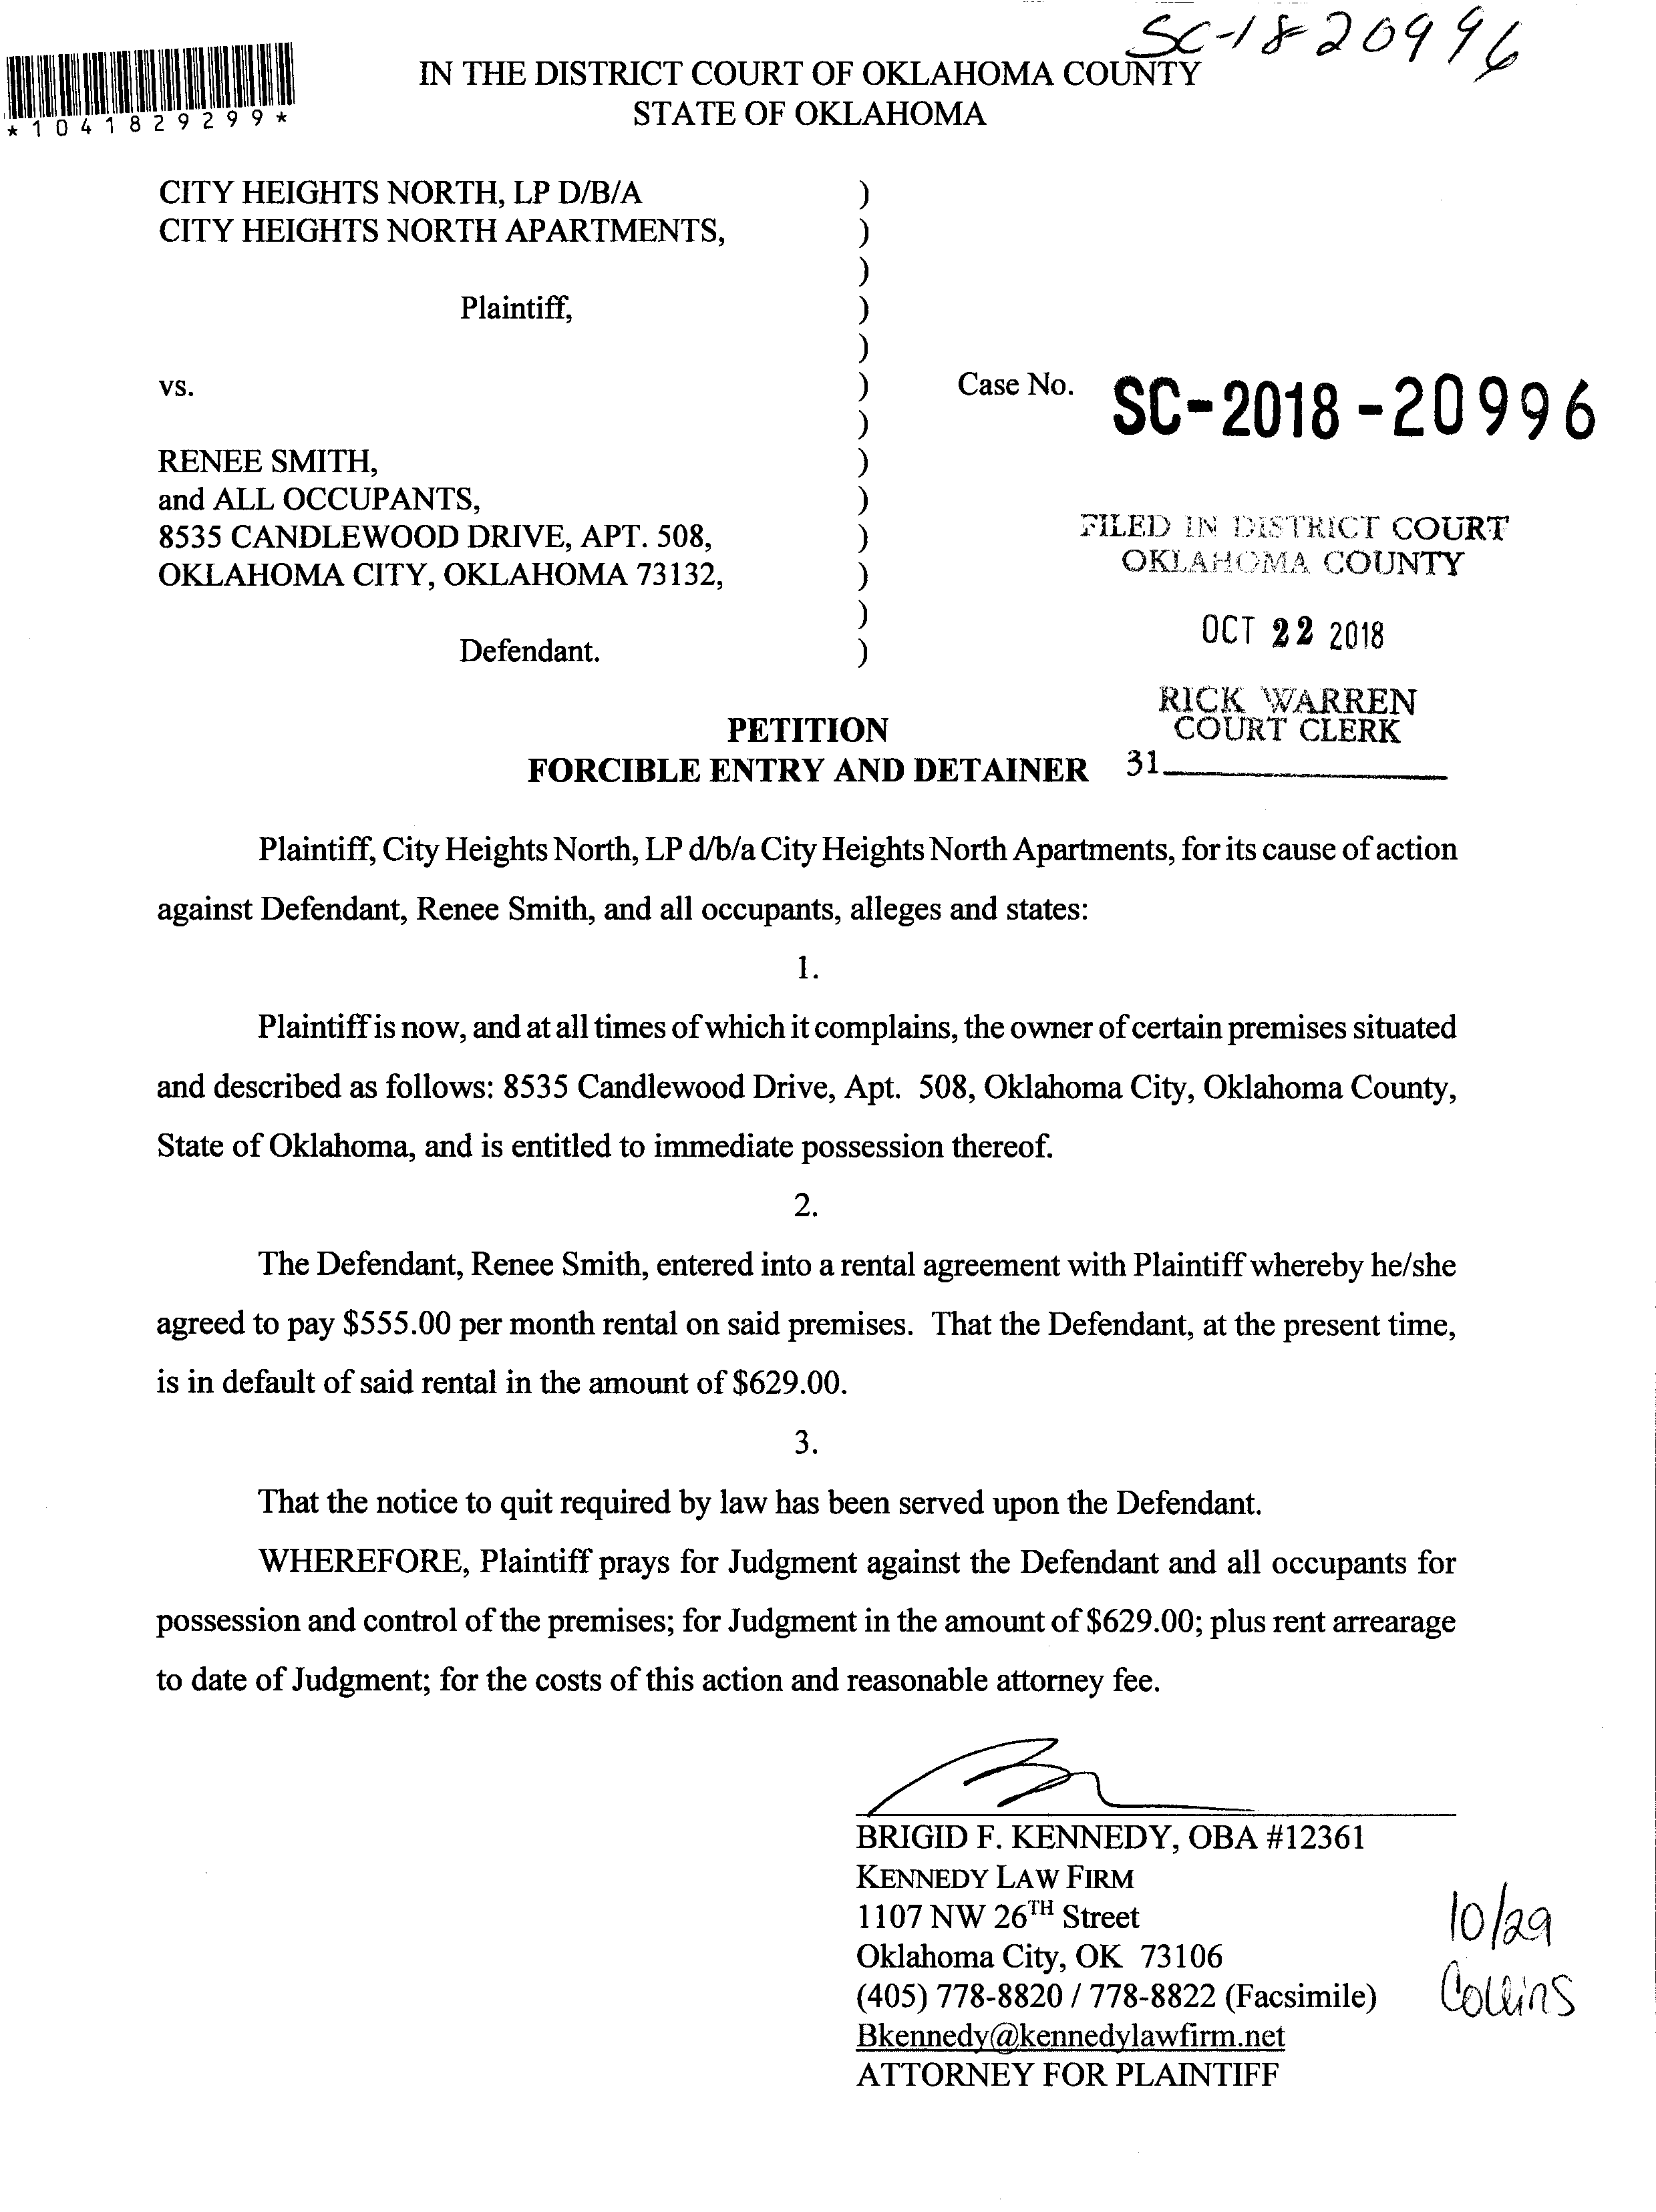 SC-18-20996
*1041829299*
IN THE DISTRICT COURT OF OKLAHOMA COUNTY
STATE OF OKLAHOMA
CITY HEIGHTS NORTH, LP D/B/A )
CITY HEIGHTS NORTH APARTMENTS, )
)
Plaintiff, )
)
vs. ) Case No. SC-2018-20996
)
RENEE SMITH, )
and ALL OCCUPANTS, )
8535 CANDLEWOOD DRIVE, APT. 508, )
OKLAHOMA CITY, OKLAHOMA 73132, )
)
Defendant. )
FILED IN DISTRICT COURT
OKLAHOMA COUNTY
OCT 22 2018
RICK WARREN
COURT CLERK
31
PETITION
FORCIBLE ENTRY AND DETAINER
Plaintiff, City Heights North, LP d/b/a City Heights North Apartments, for its cause of action
against Defendant, Renee Smith, and all occupants, alleges and states:
1.
Plaintiff is now, and at all times of which it complains, the owner of certain premises situated
and described as follows: 8535 Candlewood Drive, Apt. 508, Oklahoma City, Oklahoma County,
State of Oklahoma, and is entitled to immediate possession thereof.
2.
The Defendant, Renee Smith, entered into a rental agreement with Plaintiff whereby he/she
agreed to pay $555.00 per month rental on said premises. That the Defendant, at the present time,
is in default of said rental in the amount of $629.00.
3.
That the notice to quit required by law has been served upon the Defendant.
WHEREFORE, Plaintiff prays for Judgment against the Defendant and all occupants for
possession and control of the premises; for Judgment in the amount of $629.00; plus rent arrearage
to date of Judgment; for the costs of this action and reasonable attorney fee.
BRIGID F. KENNEDY, OBA #12361
KENNEDY LAW FIRM
1107 NW 26TH Street
Oklahoma City, OK 73106
(405) 778-8820 / 778-8822 (Facsimile)
Bkennedy@kennedylawfirm.net
ATTORNEY FOR PLAINTIFF
10/29
Collins